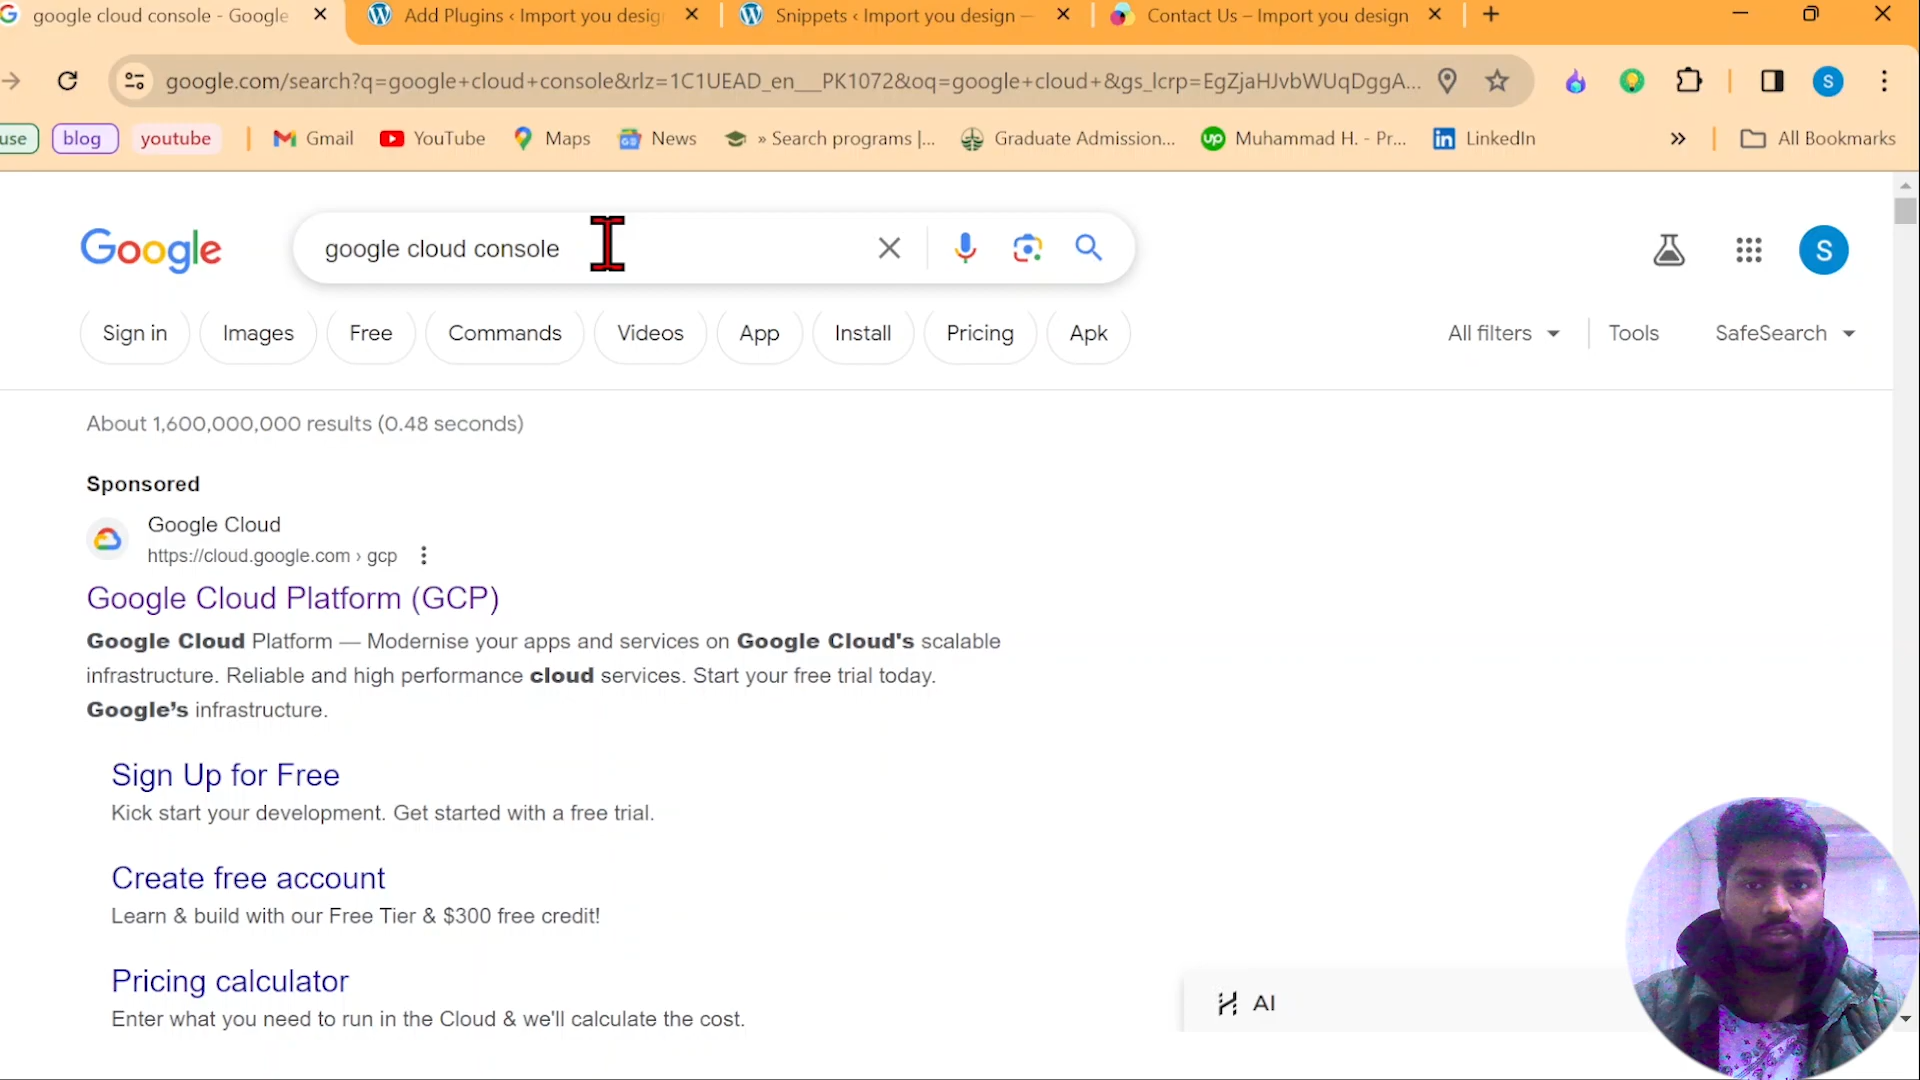 google cloud console - Google
Add Plugins ‹ Import you desig
Snippets ‹ Import you design —
Contact Us – Import you design
google.com/search?q=google+cloud+console&rlz=1C1UEAD_en__PK1072&oq=google+cloud+&gs_lcrp=EgZjaHJvbWUqDggA...
S
use
blog
youtube
Gmail
YouTube
Maps
News
» Search programs |...
Graduate Admission...
up
Muhammad H. - Pr...
in
LinkedIn
»
All Bookmarks
Google
google cloud console
S
Sign in
Images
Free
Commands
Videos
App
Install
Pricing
Apk
All filters
Tools
SafeSearch
About 1,600,000,000 results (0.48 seconds)
Sponsored
Google Cloud
https://cloud.google.com › gcp
Google Cloud Platform (GCP)
Google Cloud Platform — Modernise your apps and services on Google Cloud's scalable
infrastructure. Reliable and high performance cloud services. Start your free trial today.
Google’s infrastructure.
Sign Up for Free
Kick start your development. Get started with a free trial.
Create free account
Learn & build with our Free Tier & $300 free credit!
Pricing calculator
Enter what you need to run in the Cloud & we'll calculate the cost.
AI